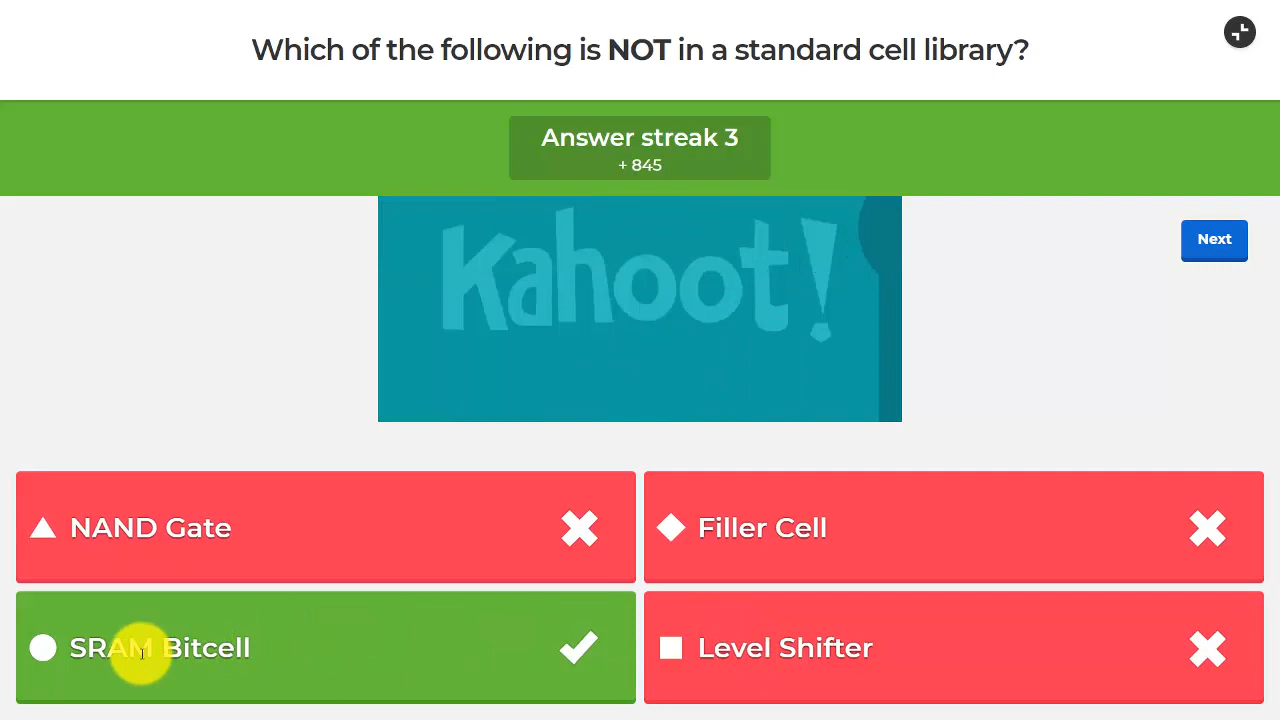 Which of the following is NOT in a standard cell library?
Answer streak 3
+ 845
Kahoot!
Next
NAND Gate
Filler Cell
SRAM Bitcell
Level Shifter